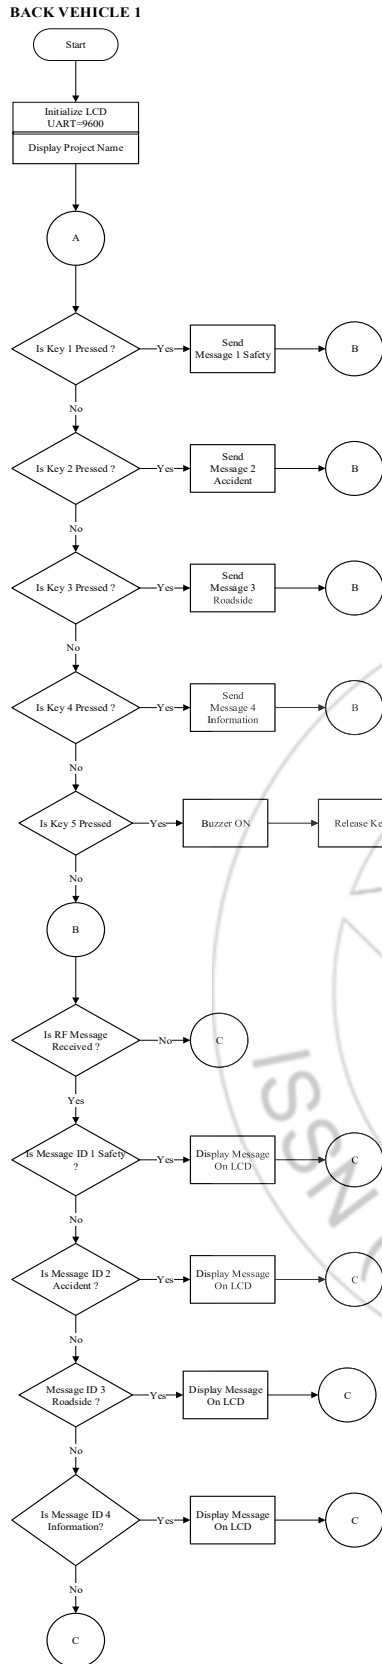 BACK VEHICLE 1
Start
Initialize LCD
UART=9600
Display Project Name
A
Is Key 1 Pressed ?
Yes
Send
Message 1 Safety
B
No
Is Key 2 Pressed ?
Yes
Send
Message 2
Accident
B
No
Is Key 3 Pressed ?
Yes
Send
Message 3
Roadside
B
No
Is Key 4 Pressed ?
Yes
Send
Message 4
Information
B
No
Is Key 5 Pressed
Yes
Buzzer ON
Release Ke
No
B
Is RF Message
Received ?
No
C
Yes
Is Message ID 1 Safety
?
Yes
Display Message
On LCD
C
No
Is Message ID 2
Accident ?
Yes
Display Message
On LCD
C
No
Message ID 3
Roadside ?
Yes
Display Message
On LCD
C
No
Is Message ID 4
Information?
Yes
Display Message
On LCD
C
No
C
ISSN